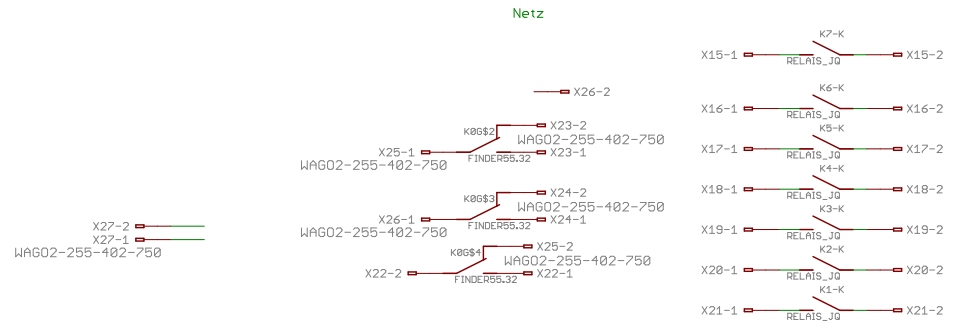 Netz
K7-K
X15-1
X15-2
RELAIS_JQ
X26-2
K6-K
X16-1
X16-2
RELAIS_JQ
X23-2
K0G$2
WAGO2-255-402-750
X25-1
X23-1
FINDER55.32
WAGO2-255-402-750
K5-K
X17-1
X17-2
RELAIS_JQ
K4-K
X18-1
X18-2
RELAIS_JQ
X24-2
K0G$3
WAGO2-255-402-750
X26-1
X24-1
FINDER55.32
WAGO2-255-402-750
K3-K
X19-1
X19-2
RELAIS_JQ
X27-2
X27-1
WAGO2-255-402-750
X25-2
K0G$4
WAGO2-255-402-750
X22-2
X22-1
FINDER55.32
K2-K
X20-1
X20-2
RELAIS_JQ
K1-K
X21-1
X21-2
RELAIS_JQ